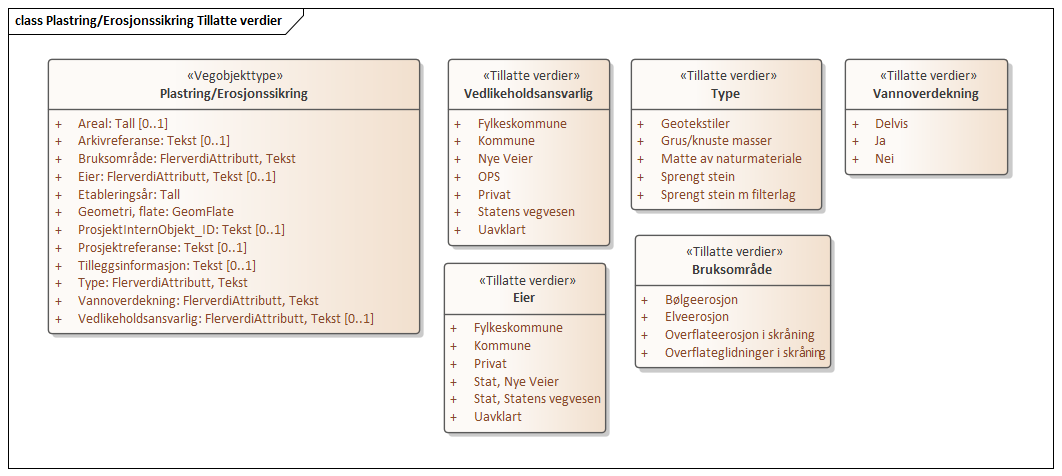 class Plastring/Erosjonssikring Tillatte verdier
«Vegobjekttype»
Plastring/Erosjonssikring
+ Areal: Tall [0..1]
+ Arkivreferanse: Tekst [0..1]
+ Bruksområde: FlerverdiAttributt, Tekst
+ Eier: FlerverdiAttributt, Tekst [0..1]
+ Etableringsår: Tall
+ Geometri, flate: GeomFlate
+ ProsjektInternObjekt_ID: Tekst [0..1]
+ Prosjektreferanse: Tekst [0..1]
+ Tilleggsinformasjon: Tekst [0..1]
+ Type: FlerverdiAttributt, Tekst
+ Vannoverdekning: FlerverdiAttributt, Tekst
+ Vedlikeholdsansvarlig: FlerverdiAttributt, Tekst [0..1]
«Tillatte verdier»
Vedlikeholdsansvarlig
+ Fylkeskommune
+ Kommune
+ Nye Veier
+ OPS
+ Privat
+ Statens vegvesen
+ Uavklart
«Tillatte verdier»
Type
+ Geotekstiler
+ Grus/knuste masser
+ Matte av naturmateriale
+ Sprengt stein
+ Sprengt stein m filterlag
«Tillatte verdier»
Vannoverdekning
+ Delvis
+ Ja
+ Nei
«Tillatte verdier»
Eier
+ Fylkeskommune
+ Kommune
+ Privat
+ Stat, Nye Veier
+ Stat, Statens vegvesen
+ Uavklart
«Tillatte verdier»
Bruksområde
+ Bølgeerosjon
+ Elveerosjon
+ Overflateerosjon i skråning
+ Overflateglidninger i skråning